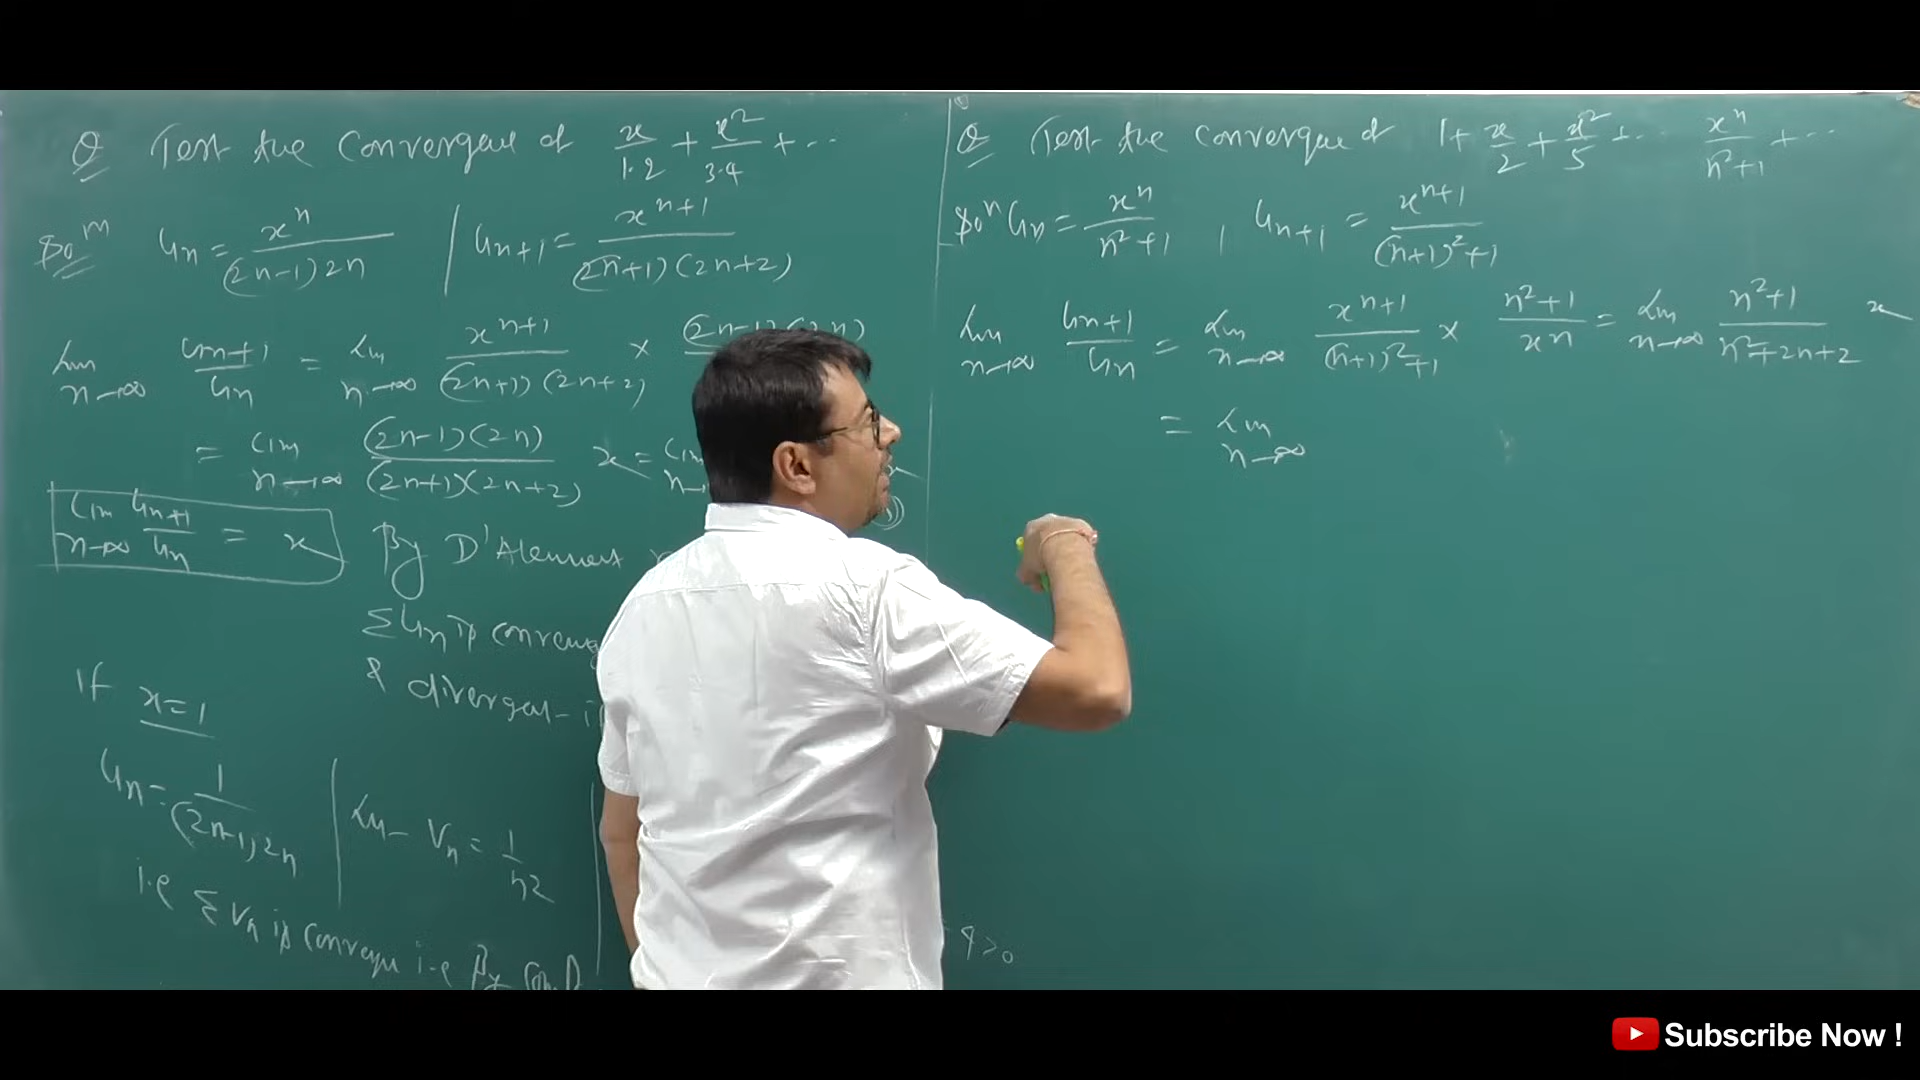 Q Test the Convergence of x/1.2 + x²/3.4 + ...
Solⁿ uₙ = xⁿ/(2n-1)2n | uₙ₊₁ = xⁿ⁺¹/(2n+1)(2n+2)
Lim n→∞ uₙ₊₁/uₙ = Lim n→∞ xⁿ⁺¹/(2n+1)(2n+2) × (2n-1)(2n)
= Lim n→∞ (2n-1)(2n)/(2n+1)(2n+2) x = Lim
Lim n→∞ uₙ₊₁/uₙ = x
By D'Alembert
Σuₙ is
& divergent if
If x=1
uₙ = 1/(2n-1)2n | Let Vₙ = 1/n²
i.e ΣVₙ is converge i.e By
4>0
Q Test the convergence of 1 + x/2 + x²/5 + ... xⁿ/n²+1 + ...
Solⁿ uₙ = xⁿ/n²+1 , uₙ₊₁ = xⁿ⁺¹/(n+1)²+1
Lim n→∞ uₙ₊₁/uₙ = Lim n→∞ xⁿ⁺¹/(n+1)²+1 × n²+1/xⁿ = Lim n→∞ n²+1/n²+2n+2 x
= Lim n→∞
Subscribe Now !